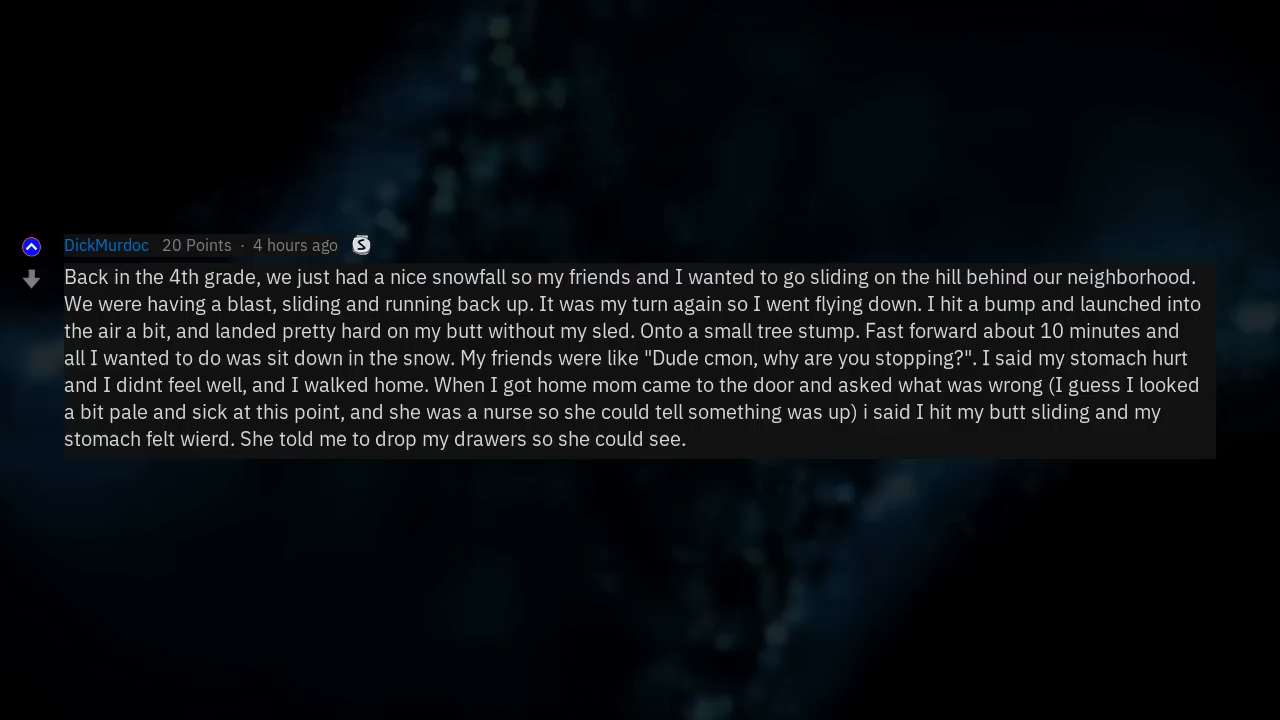 DickMurdoc 20 Points · 4 hours ago S
Back in the 4th grade, we just had a nice snowfall so my friends and I wanted to go sliding on the hill behind our neighborhood.
We were having a blast, sliding and running back up. It was my turn again so I went flying down. I hit a bump and launched into
the air a bit, and landed pretty hard on my butt without my sled. Onto a small tree stump. Fast forward about 10 minutes and
all I wanted to do was sit down in the snow. My friends were like "Dude cmon, why are you stopping?". I said my stomach hurt
and I didnt feel well, and I walked home. When I got home mom came to the door and asked what was wrong (I guess I looked
a bit pale and sick at this point, and she was a nurse so she could tell something was up) i said I hit my butt sliding and my
stomach felt wierd. She told me to drop my drawers so she could see.